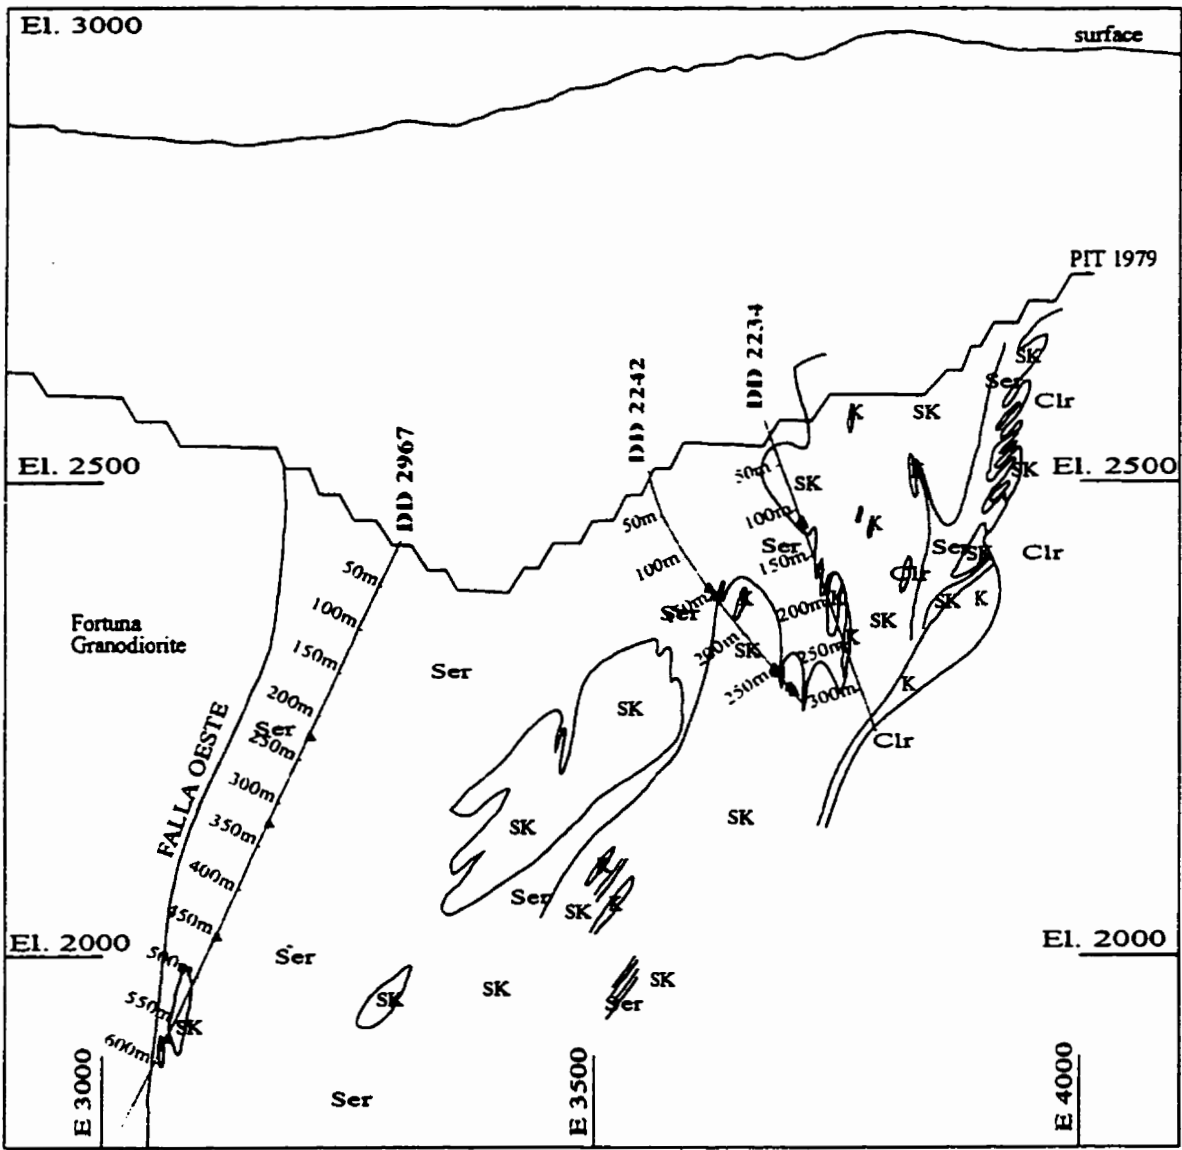 El. 3000
surface
PIT 1979
DD 2234
DD 2242
DD 2967
SK
Ser
Clr
K
SK
El. 2500
SK
El. 2500
50m
SK
50m
100m
K
Ser
Ser
SK
Clr
50m
100m
150m
Clr
100m
K
200m
K
SK
K
Fortuna
Granodiorite
Ser
SK
150m
200m
SK
250m
K
Ser
200m
250m
300m
K
SK
Ser
250m
Clr
FALLA OESTE
300m
350m
SK
SK
400m
Ser
SK
K
450m
El. 2000
El. 2000
500m
Ser
SK
SK
SK
Ser
550m
SK
600m
Ser
E 3000
E 3500
E 4000